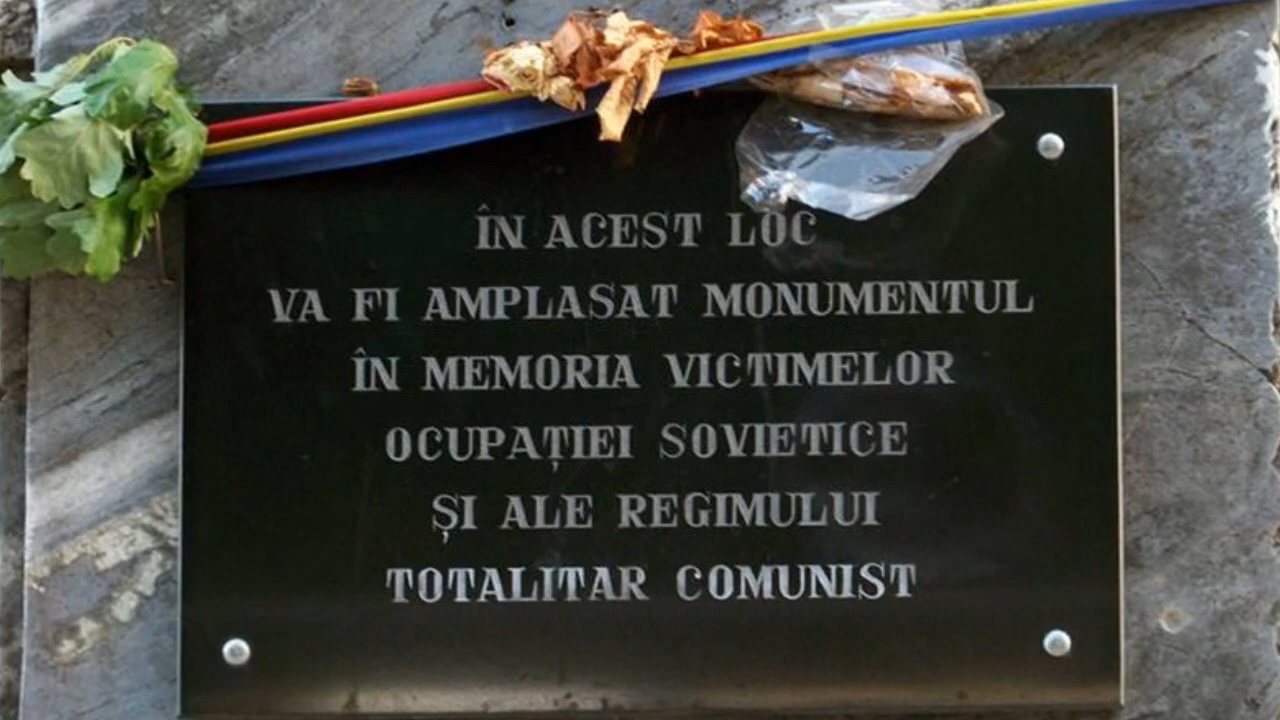 ÎN ACEST LOC
VA FI AMPLASAT MONUMENTUL
ÎN MEMORIA VICTIMELOR
OCUPAȚIEI SOVIETICE
ȘI ALE REGIMULUI
TOTALITAR COMUNIST